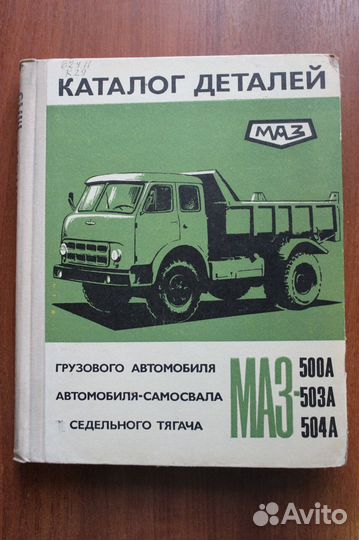 КАТАЛОГ ДЕТАЛЕЙ
МАЗ
ГРУЗОВОГО АВТОМОБИЛЯ
АВТОМОБИЛЯ-САМОСВАЛА
СЕДЕЛЬНОГО ТЯГАЧА
МАЗ-
500А
503А
504А
Avito